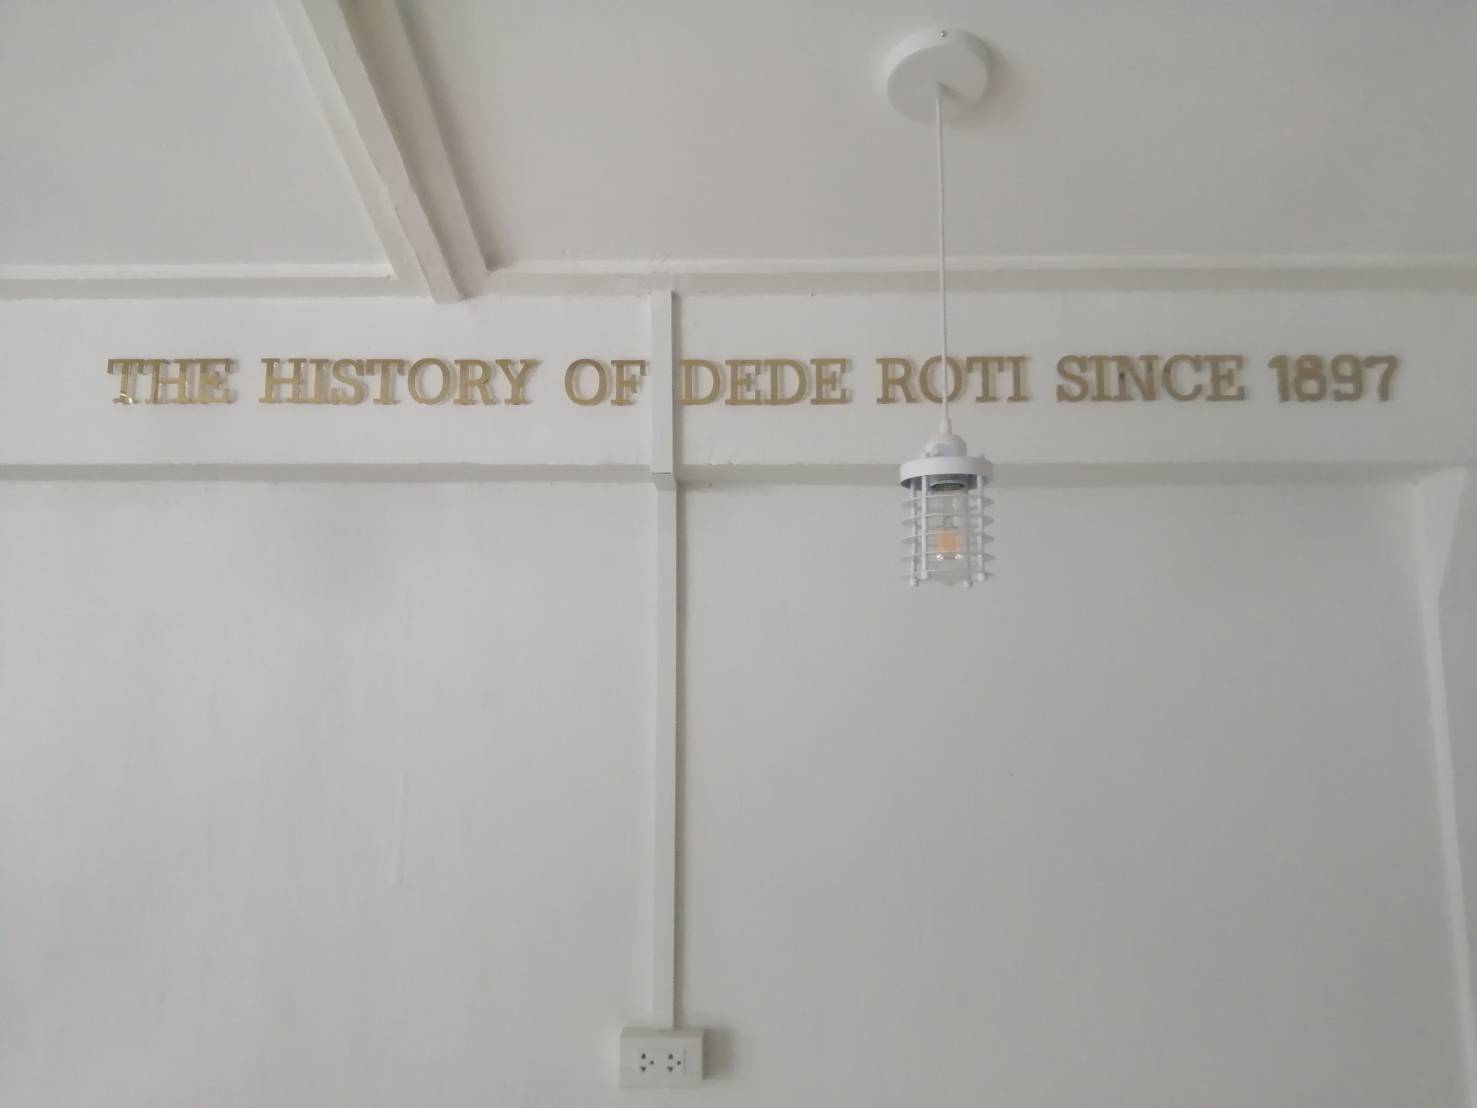 THE HISTORY OF DEDE ROTI SINCE 1897